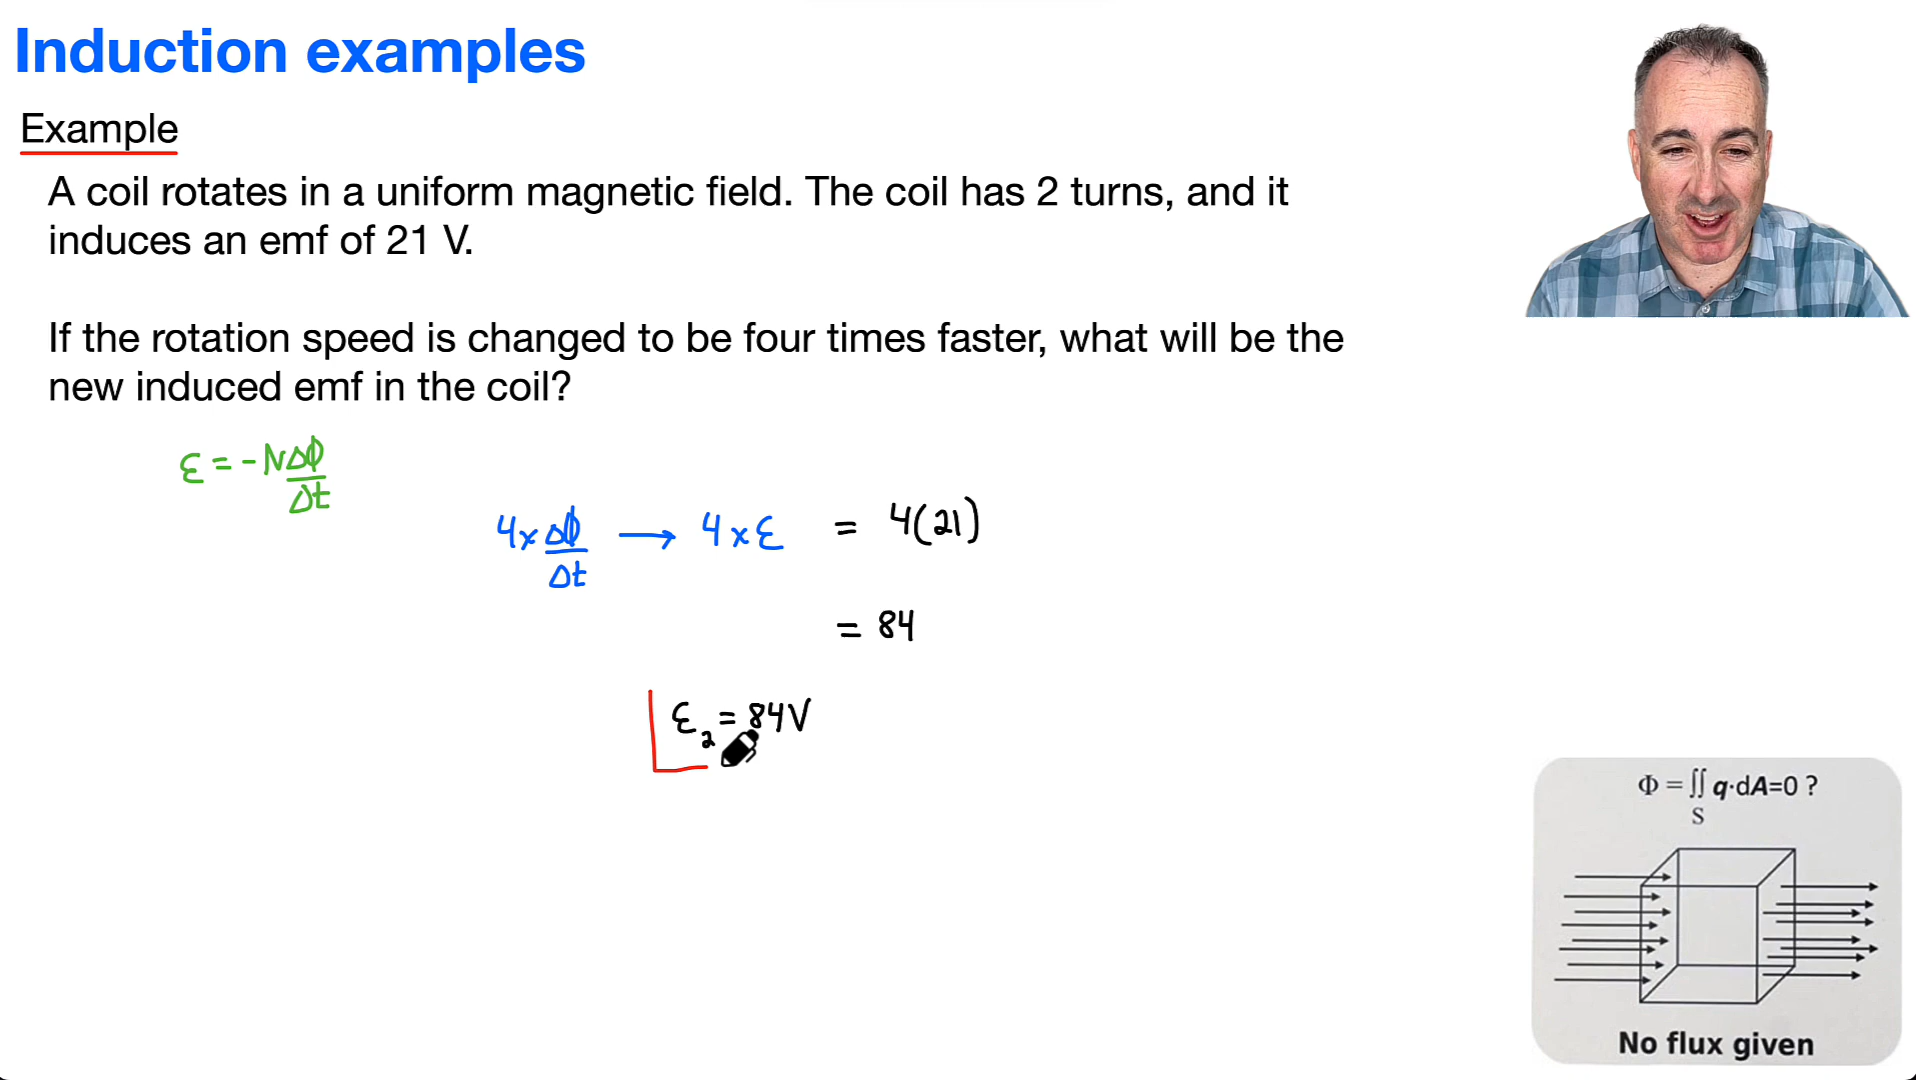 Induction examples
Example
A coil rotates in a uniform magnetic field. The coil has 2 turns, and it
induces an emf of 21 V.
If the rotation speed is changed to be four times faster, what will be the
new induced emf in the coil?
ε = -NΔΦ/Δt
4x ΔΦ/Δt → 4xε = 4(21)
= 84
ε₂ = 84V
Φ = ∬ q·dA=0 ?
S
No flux given